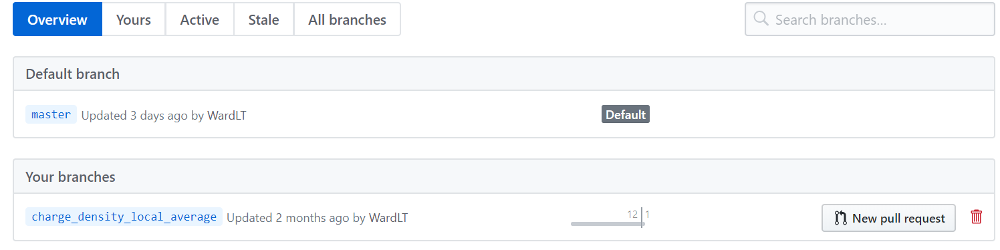 Overview Yours Active Stale All branches Search branches...
Default branch
master Updated 3 days ago by WardLT Default
Your branches
charge_density_local_average Updated 2 months ago by WardLT 12 1 New pull request